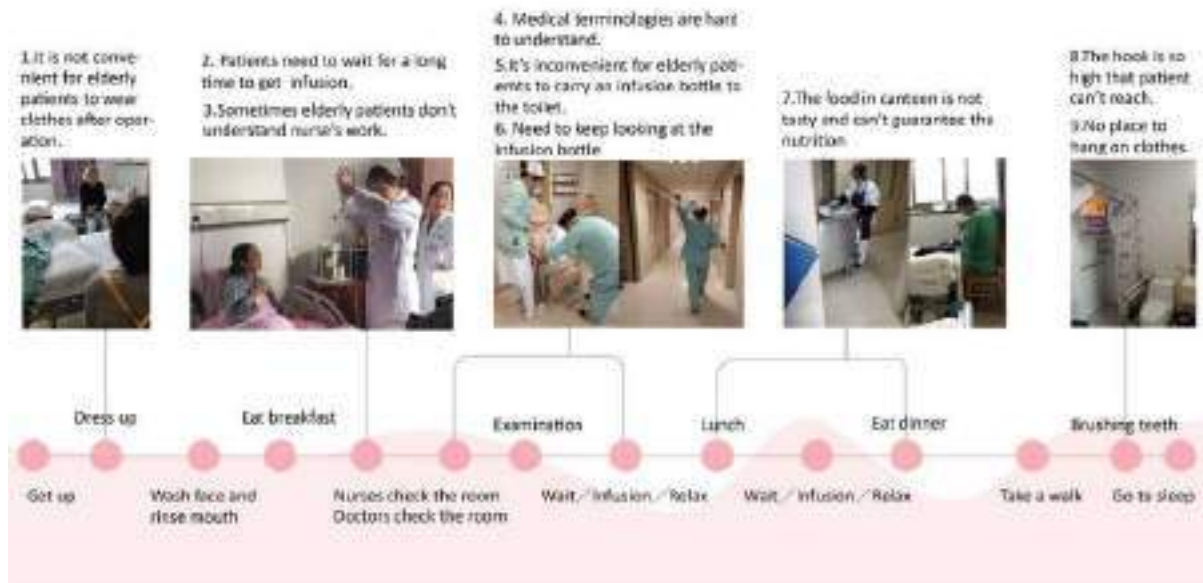 1.It is not conve-
nient for elderly
patients to wear
clothes after oper-
ation.
2. Patients need to wait for a long
time to get infusion.
3.Sometimes elderly patients don't
understand nurse's work.
4. Medical terminologies are hard
to understand.
5.It's inconvenient for elderly pati-
ents to carry an infusion bottle to
the toilet.
6. Need to keep looking at the
infusion bottle
7.The food in canteen is not
tasty and can't guarantee the
nutrition
8.The hook is so
high that patient
can't reach.
9.No place to
hang on clothes.
Dress up
Eat breakfast
Examination
Lunch
Eat dinner
Brushing teeth
Get up
Wash face and
rinse mouth
Nurses check the room
Doctors check the room
Wait／Infusion／Relax
Wait／Infusion／Relax
Take a walk
Go to sleep